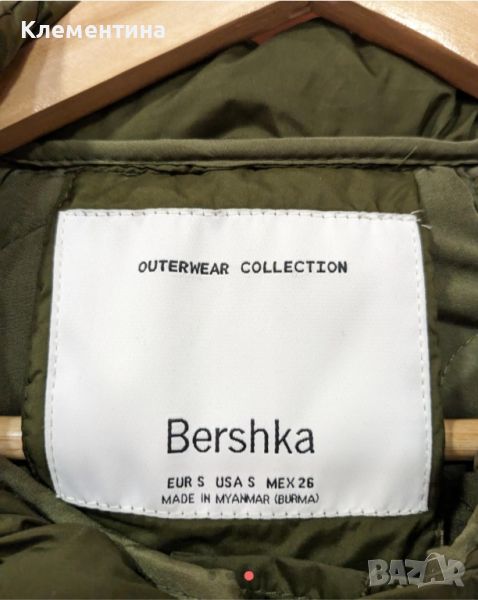 Клементина
OUTERWEAR COLLECTION
Bershka
EUR S USA S MEX 26
MADE IN MYANMAR (BURMA)
BAZAR